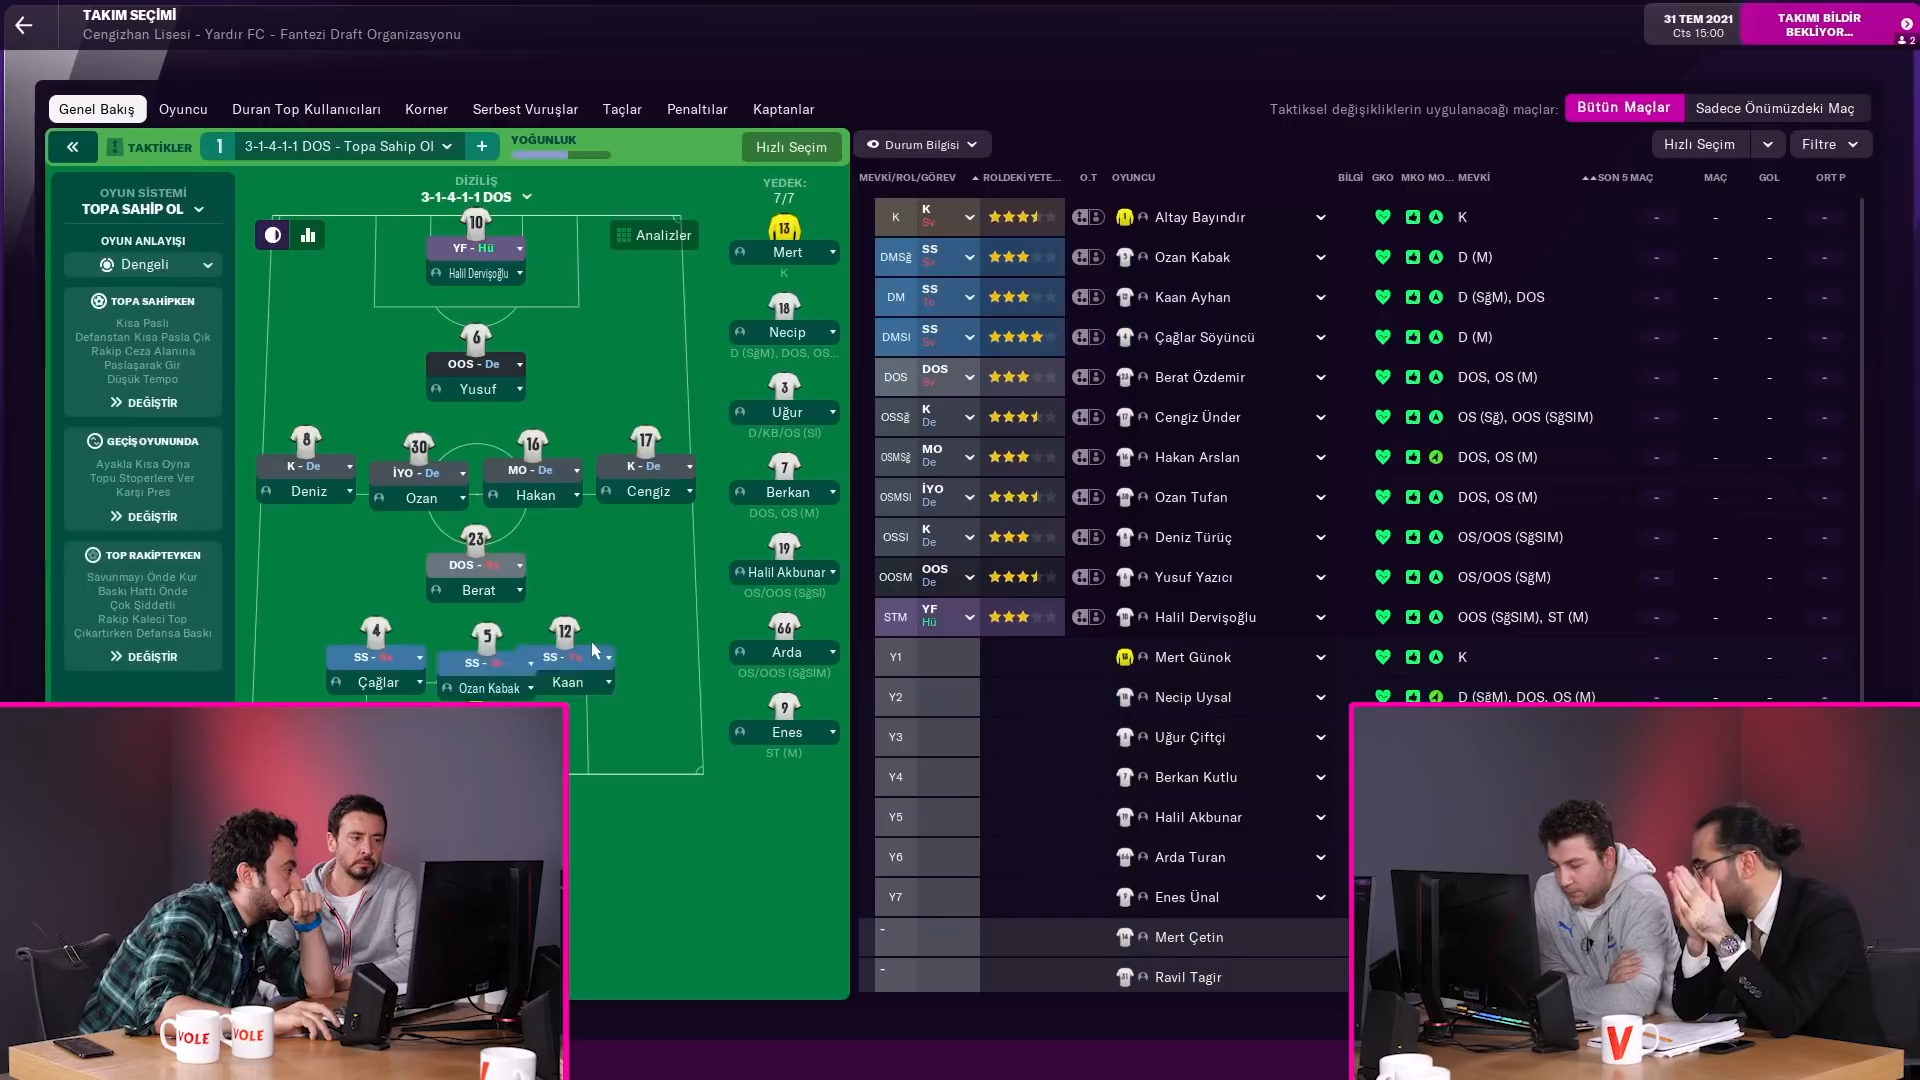 TAKIM SEÇİMİ
Cengizhan Lisesi - Yardır FC - Fantezi Draft Organizasyonu
31 TEM 2021
Cts 15:00
TAKIMI BİLDİR
BEKLİYOR...
2
Genel Bakış Oyuncu Duran Top Kullanıcıları Korner Serbest Vuruşlar Taçlar Penaltılar Kaptanlar
Taktiksel değişikliklerin uygulanacağı maçlar: Bütün Maçlar Sadece Önümüzdeki Maç
TAKTİKLER 1 3-1-4-1-1 DOS - Topa Sahip Ol + YOĞUNLUK Hızlı Seçim
Durum Bilgisi Hızlı Seçim Filtre
OYUN SİSTEMİ
TOPA SAHİP OL
OYUN ANLAYIŞI
Dengeli
TOPA SAHİPKEN
Kısa Paslı
Defanstan Kısa Pasla Çık
Rakip Ceza Alanına
Paslaşarak Gir
Düşük Tempo
DEĞİŞTİR
GEÇİŞ OYUNUNDA
Ayakla Kısa Oyna
Topu Stoperlere Ver
Karşı Pres
DEĞİŞTİR
TOP RAKİPTEYKEN
Savunmayı Önde Kur
Baskı Hattı Önde
Çok Şiddetli
Rakip Kaleci Top
Çıkartırken Defansa Baskı
DEĞİŞTİR
DİZİLİŞ
3-1-4-1-1 DOS
Analizler
10
YF - Hü
Halil Dervişoğlu
6
OOS - De
Yusuf
8
K - De
Deniz
30
İYO - De
Ozan
16
MO - De
Hakan
17
K - De
Cengiz
23
DOS - Sv
Berat
4
SS - Sv
Çağlar
5
SS -
Ozan Kabak
12
SS - To
Kaan
YEDEK:
7/7
13
Mert
K
18
Necip
D (SğM), DOS, OS...
3
Uğur
D/KB/OS (Sl)
7
Berkan
DOS, OS (M)
19
Halil Akbunar
OS/OOS (SğSl)
66
Arda
OS/OOS (SğSlM)
9
Enes
ST (M)
MEVKİ/ROL/GÖREV ROLDEKİ YETE... O.T OYUNCU BİLGİ GKO MKO MO... MEVKİ SON 5 MAÇ MAÇ GOL ORT P
K K Sv Altay Bayındır K - - - -
DMSğ SS Sv Ozan Kabak D (M) - - - -
DM SS To Kaan Ayhan D (SğM), DOS - - - -
DMSl SS Sv Çağlar Söyüncü D (M) - - - -
DOS DOS Sv Berat Özdemir DOS, OS (M) - - - -
OSSğ K De Cengiz Ünder OS (Sğ), OOS (SğSlM) - - - -
OSMSğ MO De Hakan Arslan DOS, OS (M) - - - -
OSMSl İYO De Ozan Tufan DOS, OS (M) - - - -
OSSl K De Deniz Türüç OS/OOS (SğSlM) - - - -
OOSM OOS De Yusuf Yazıcı OS/OOS (SğM) - - - -
STM YF Hü Halil Dervişoğlu OOS (SğSlM), ST (M) - - - -
Y1 Mert Günok K - - - -
Y2 Necip Uysal D (SğM), DOS, OS (M) - - - -
Y3 Uğur Çiftçi
Y4 Berkan Kutlu
Y5 Halil Akbunar
Y6 Arda Turan
Y7 Enes Ünal
- Mert Çetin
- Ravil Tagir
VOLE
VOLE
V